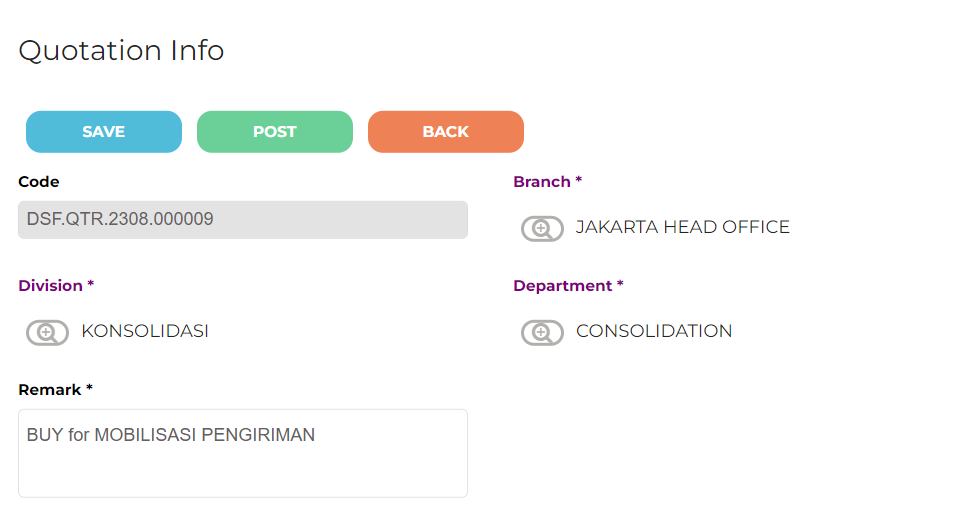 Quotation Info
SAVE POST BACK
Code
DSF.QTR.2308.000009
Branch *
JAKARTA HEAD OFFICE
Division *
KONSOLIDASI
Department *
CONSOLIDATION
Remark *
BUY for MOBILISASI PENGIRIMAN